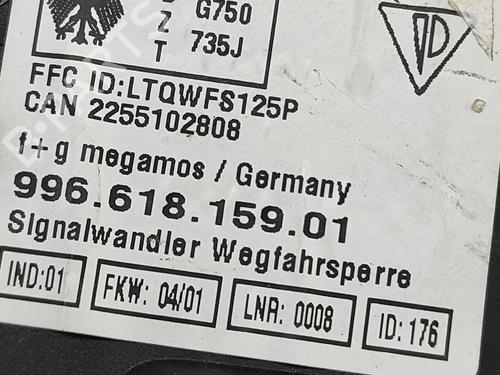 Z G750
T 735J
FFC ID:LTQWFS125P
CAN 2255102808
f+g megamos / Germany
996.618.159.01
Signalwandler Wegfahrsperre
IND:01 FKW: 04/01 LNR: 0008 ID: 176